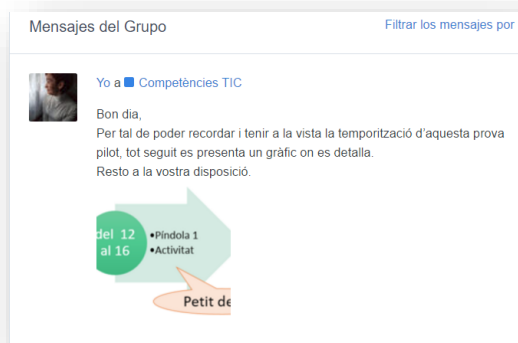 Mensajes del Grupo
Filtrar los mensajes por
Yo a Competències TIC
Bon dia,
Per tal de poder recordar i tenir a la vista la temporització d'aquesta prova
pilot, tot seguit es presenta un gràfic on es detalla.
Resto a la vostra disposició.
del 12
al 16
•Píndola 1
•Activitat
Petit de